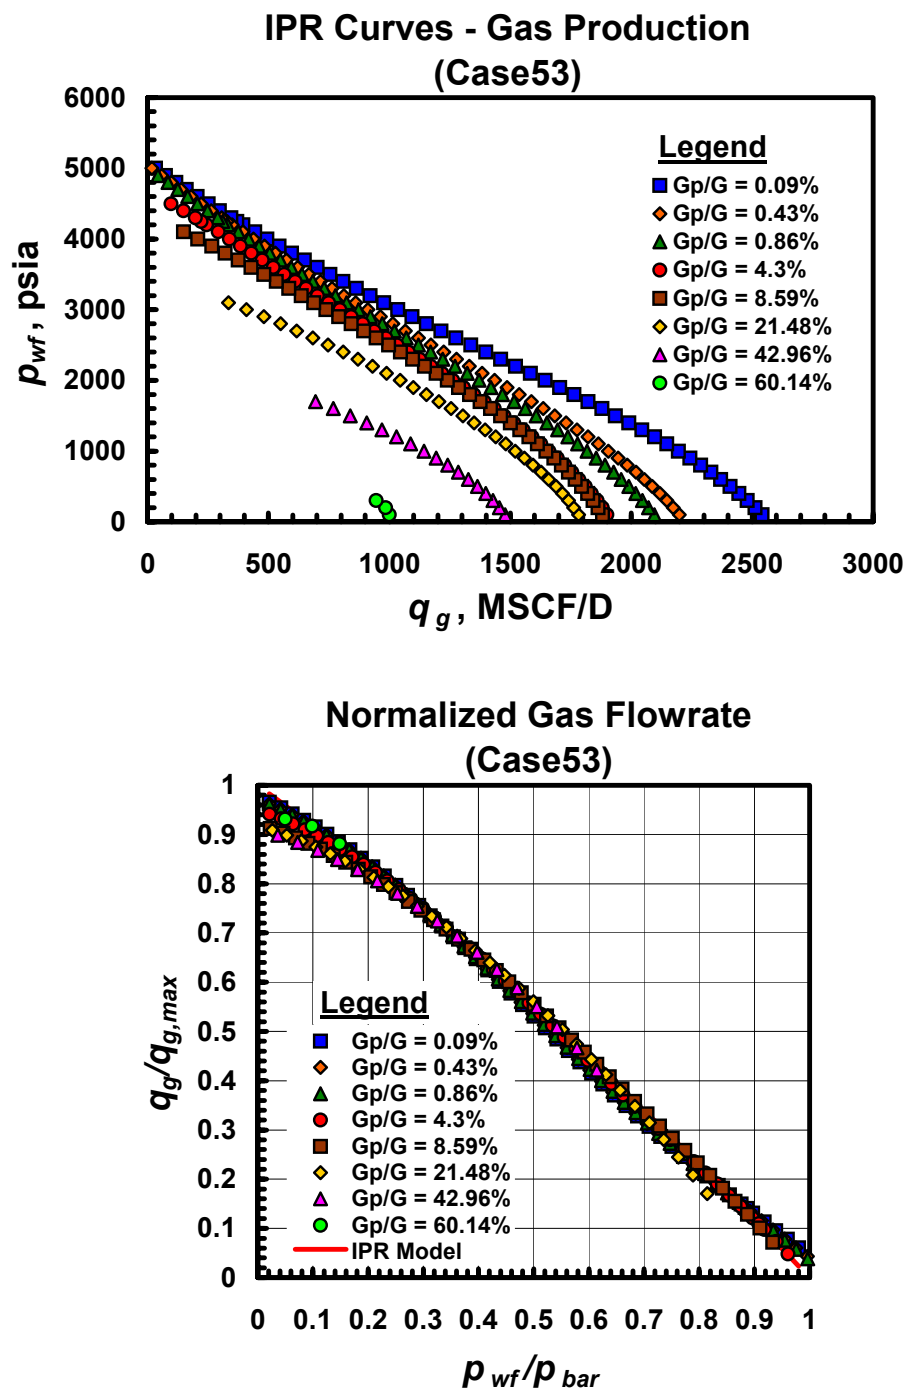 IPR Curves - Gas Production
(Case53)
6000
5000
4000
3000
2000
1000
0
p_wf, psia
Legend
Gp/G = 0.09%
Gp/G = 0.43%
Gp/G = 0.86%
Gp/G = 4.3%
Gp/G = 8.59%
Gp/G = 21.48%
Gp/G = 42.96%
Gp/G = 60.14%
0 500 1000 1500 2000 2500 3000
q_g, MSCF/D
Normalized Gas Flowrate
(Case53)
1
0.9
0.8
0.7
0.6
0.5
0.4
0.3
0.2
0.1
0
q_g/q_g,max
Legend
Gp/G = 0.09%
Gp/G = 0.43%
Gp/G = 0.86%
Gp/G = 4.3%
Gp/G = 8.59%
Gp/G = 21.48%
Gp/G = 42.96%
Gp/G = 60.14%
IPR Model
0 0.1 0.2 0.3 0.4 0.5 0.6 0.7 0.8 0.9 1
p_wf/p_bar